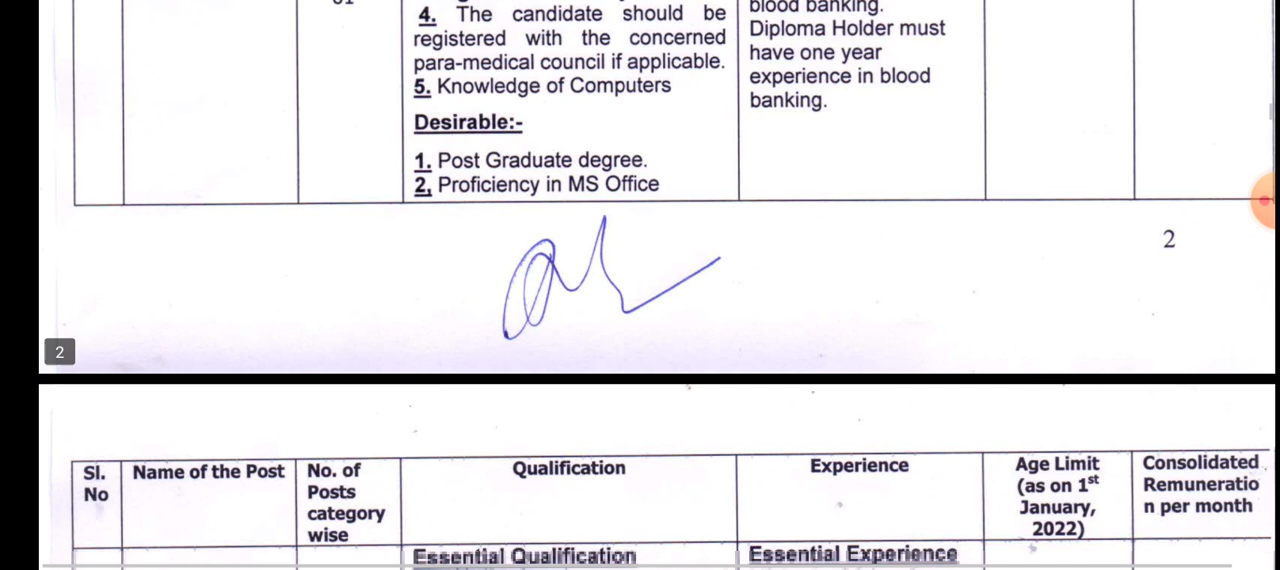 4. The candidate should be
registered with the concerned
para-medical council if applicable.
5. Knowledge of Computers
Desirable:-
1. Post Graduate degree.
2. Proficiency in MS Office
blood banking.
Diploma Holder must
have one year
experience in blood
banking.
2
2
Sl.
No
Name of the Post
No. of
Posts
category
wise
Qualification
Experience
Age Limit
(as on 1st
January,
2022)
Consolidated
Remuneratio
n per month
Essential Qualification
Essential Experience